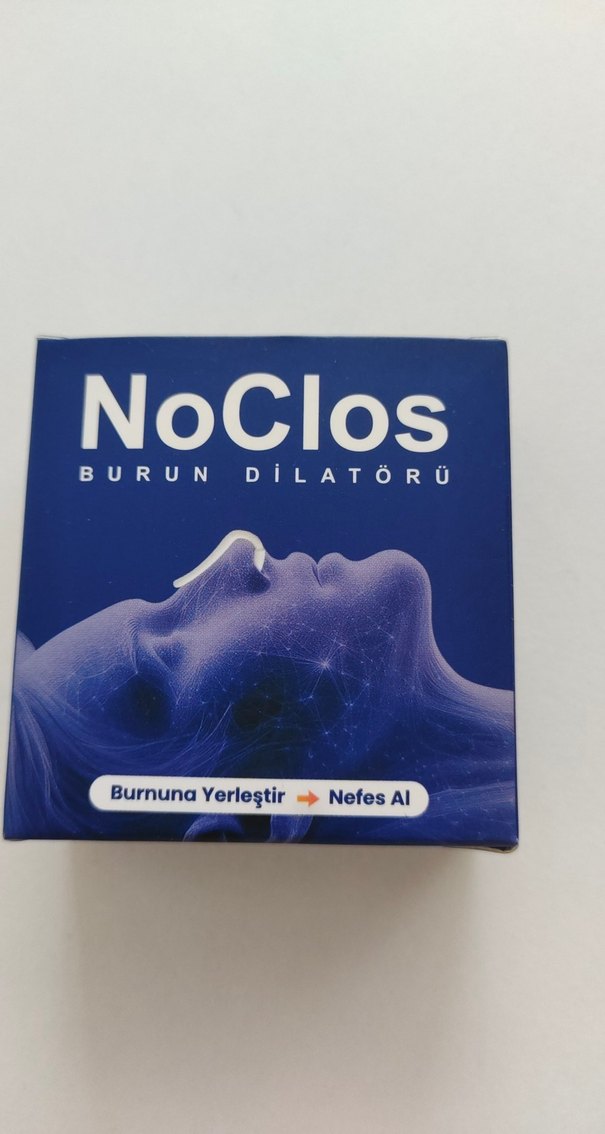 NoClos
BURUN DİLATÖRÜ
Burnuna Yerleştir → Nefes Al